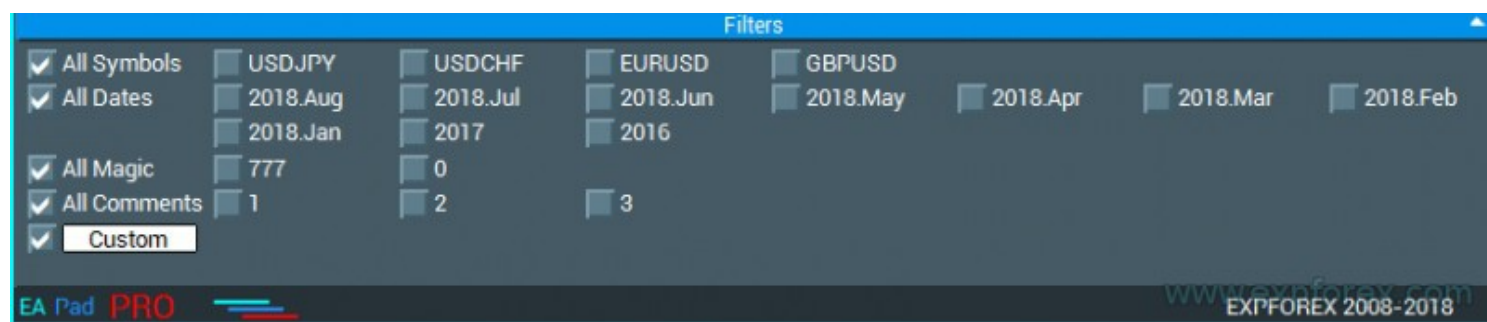 Filters
All Symbols USDJPY USDCHF EURUSD GBPUSD
All Dates 2018.Aug 2018.Jul 2018.Jun 2018.May 2018.Apr 2018.Mar 2018.Feb
2018.Jan 2017 2016
All Magic 777 0
All Comments 1 2 3
Custom
www.expforex.com
EA Pad PRO EXPFOREX 2008-2018